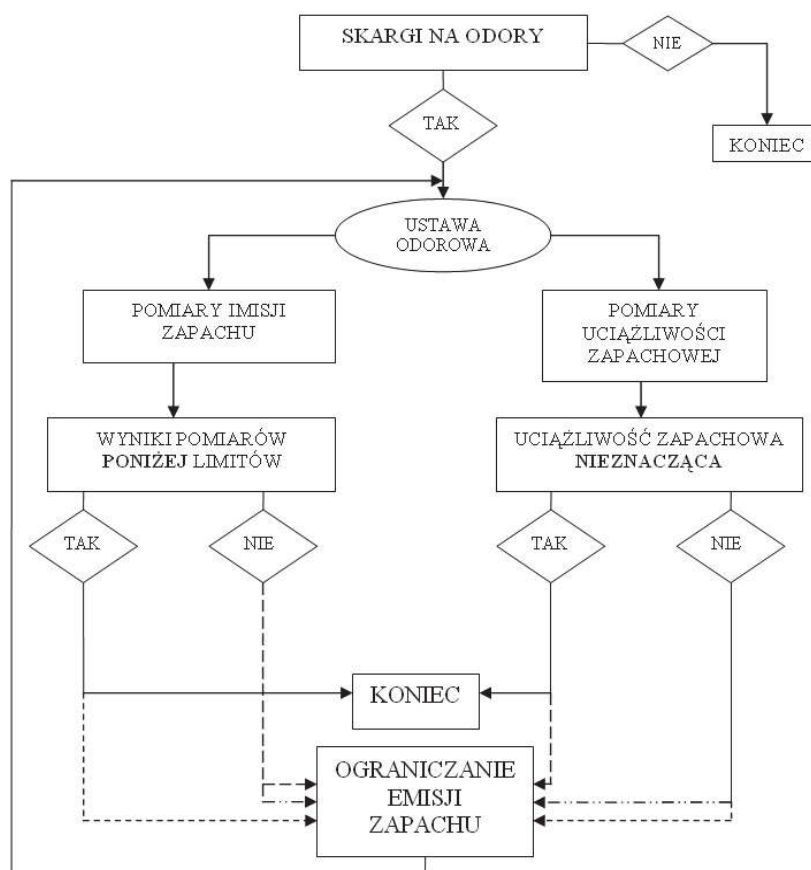 SKARGI NA ODORY
NIE
KONIEC
TAK
USTAWA
ODOROWA
POMIARY IMISJI
ZAPACHU
POMIARY
UCIĄŻLIWOŚCI
ZAPACHOWEJ
WYNIKI POMIARÓW
PONIŻEJ LIMITÓW
UCIĄŻLIWOŚĆ ZAPACHOWA
NIEZNACZĄCA
TAK
NIE
TAK
NIE
KONIEC
OGRANICZANIE
EMISJI
ZAPACHU